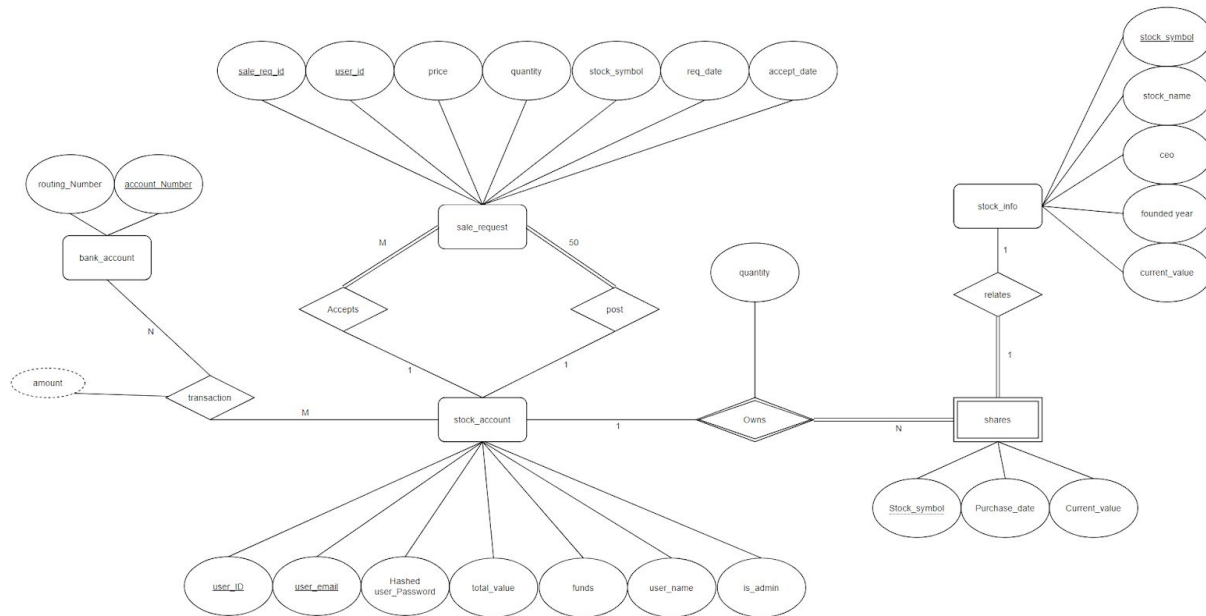 stock_symbol
sale_req_id
user_id
price
quantity
stock_symbol
req_date
accept_date
stock_name
ceo
routing_Number
account_Number
stock_info
founded year
sale_request
M
50
1
bank_account
quantity
current_value
relates
Accepts
post
N
1
1
1
amount
transaction
M
stock_account
1
Owns
N
shares
Stock_symbol
Purchase_date
Current_value
user_ID
user_email
Hashed
user_Password
total_value
funds
user_name
is_admin